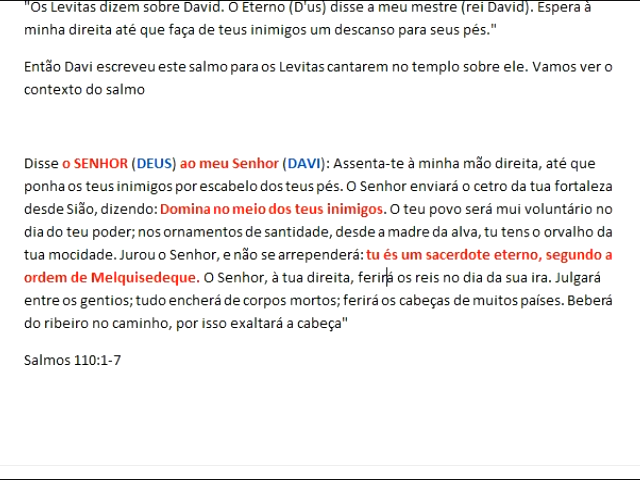 "Os Levitas dizem sobre David. O Eterno (D'us) disse a meu mestre (rei David). Espera à
minha direita até que faça de teus inimigos um descanso para seus pés."
Então Davi escreveu este salmo para os Levitas cantarem no templo sobre ele. Vamos ver o
contexto do salmo
Disse o SENHOR (DEUS) ao meu Senhor (DAVI): Assenta-te à minha mão direita, até que
ponha os teus inimigos por escabelo dos teus pés. O Senhor enviará o cetro da tua fortaleza
desde Sião, dizendo: Domina no meio dos teus inimigos. O teu povo será mui voluntário no
dia do teu poder; nos ornamentos de santidade, desde a madre da alva, tu tens o orvalho da
tua mocidade. Jurou o Senhor, e não se arrependerá: tu és um sacerdote eterno, segundo a
ordem de Melquisedeque. O Senhor, à tua direita, ferirá os reis no dia da sua ira. Julgará
entre os gentios; tudo encherá de corpos mortos; ferirá os cabeças de muitos países. Beberá
do ribeiro no caminho, por isso exaltará a cabeça"
Salmos 110:1-7